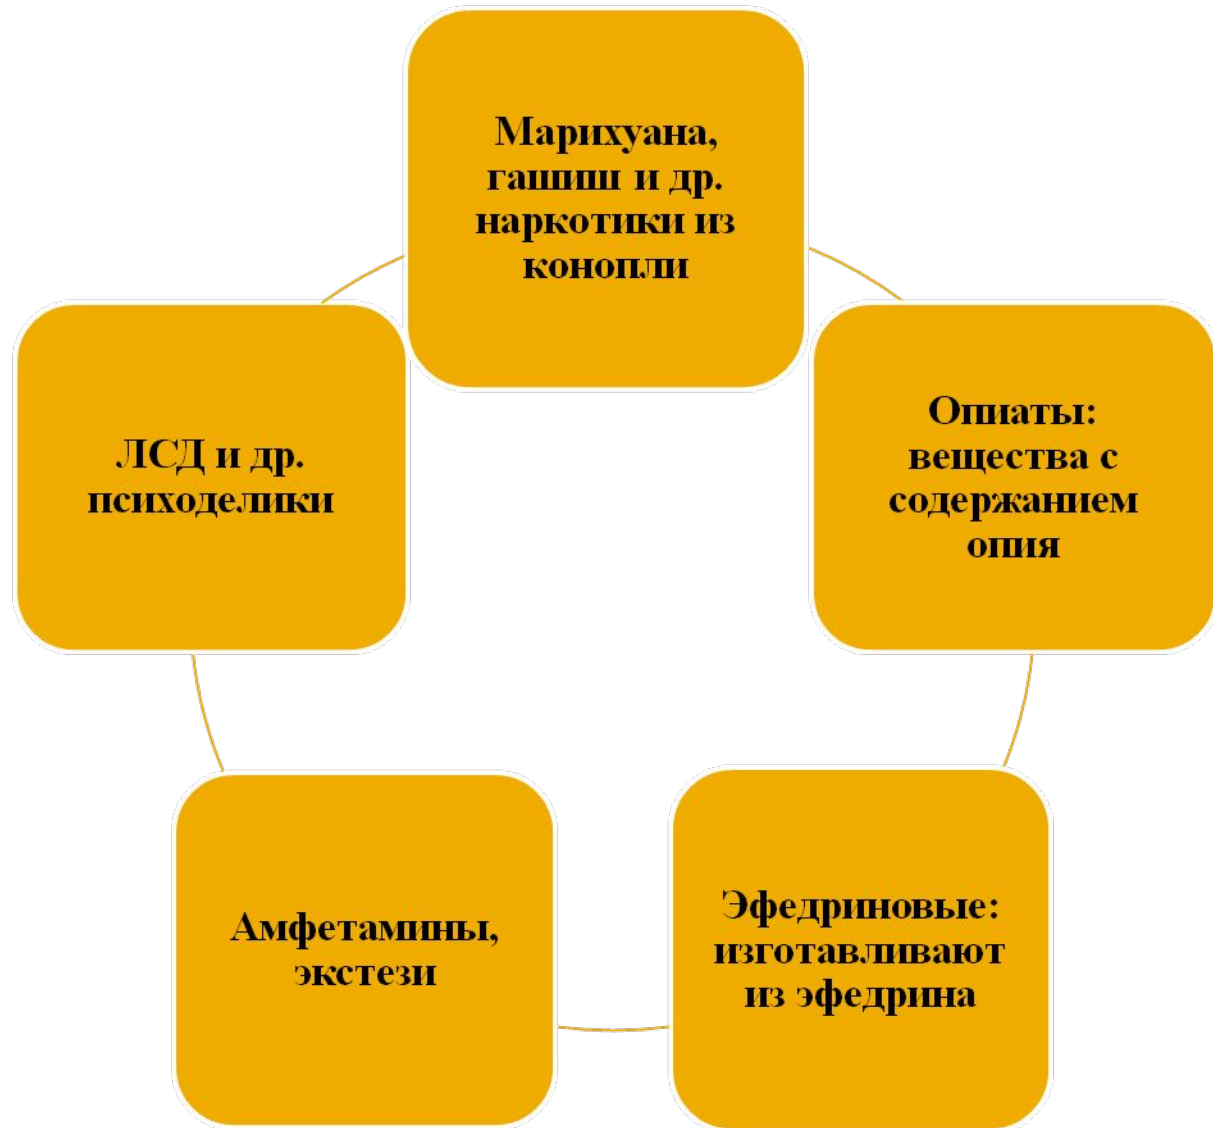 Марихуана,
гашиш и др.
наркотики из
конопли
Опиаты:
вещества с
содержанием
опия
Эфедриновые:
изготавливают
из эфедрина
Амфетамины,
экстези
ЛСД и др.
психоделики